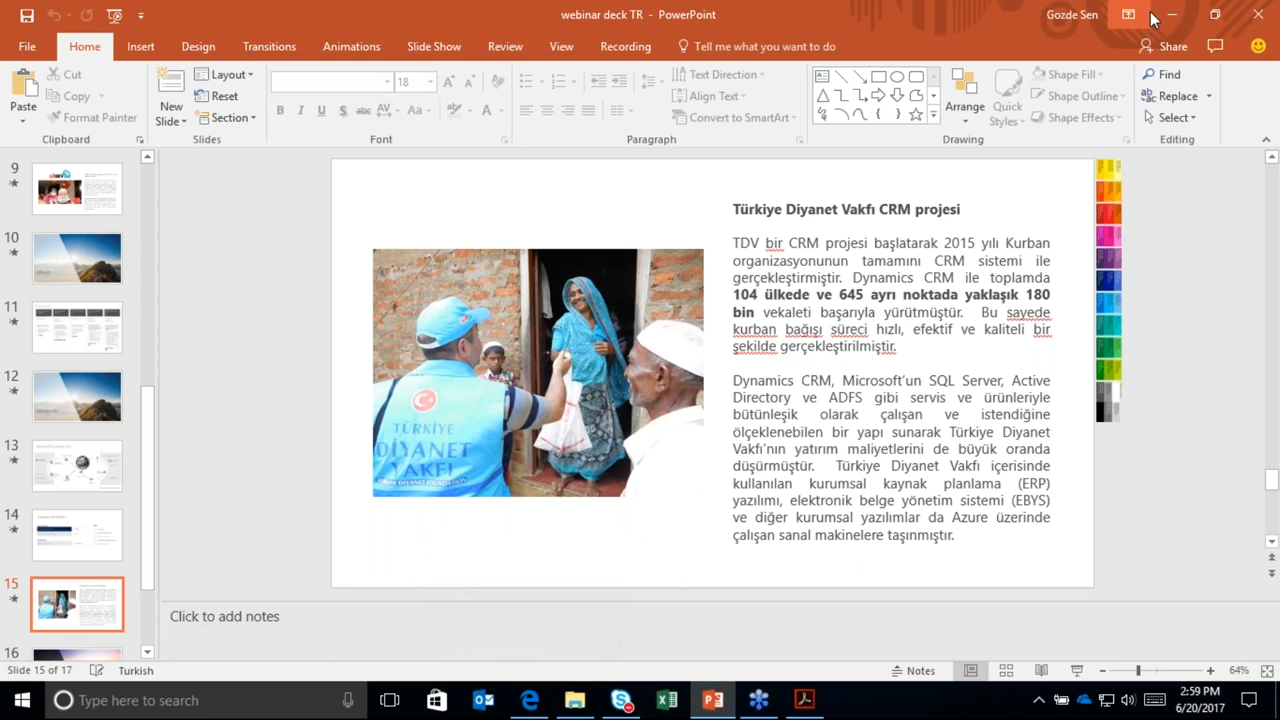 webinar deck TR - PowerPoint
Gozde Sen
File Home Insert Design Transitions Animations Slide Show Review View Recording Tell me what you want to do Share
Paste
Cut
Copy
Format Painter
Clipboard
New Slide
Layout
Reset
Section
Slides
18
Font
Text Direction
Align Text
Convert to SmartArt
Paragraph
Arrange
Quick Styles
Shape Fill
Shape Outline
Shape Effects
Drawing
Find
Replace
Select
Editing
9
10
11
12
13
14
15
16
TÜRKİYE
DİYANET
VAKFI
Türkiye Diyanet Vakfı CRM projesi
TDV bir CRM projesi başlatarak 2015 yılı Kurban
organizasyonunun tamamını CRM sistemi ile
gerçekleştirmiştir. Dynamics CRM ile toplamda
104 ülkede ve 645 ayrı noktada yaklaşık 180
bin vekaleti başarıyla yürütmüştür. Bu sayede
kurban bağışı süreci hızlı, efektif ve kaliteli bir
şekilde gerçekleştirilmiştir.
Dynamics CRM, Microsoft'un SQL Server, Active
Directory ve ADFS gibi servis ve ürünleriyle
bütünleşik olarak çalışan ve istendiğine
ölçeklenebilen bir yapı sunarak Türkiye Diyanet
Vakfı'nın yatırım maliyetlerini de büyük oranda
düşürmüştür. Türkiye Diyanet Vakfı içerisinde
kullanılan kurumsal kaynak planlama (ERP)
yazılımı, elektronik belge yönetim sistemi (EBYS)
ve diğer kurumsal yazılımlar da Azure üzerinde
çalışan sanal makinelere taşınmıştır.
Click to add notes
Slide 15 of 17 Turkish Notes 64%
Type here to search
2:59 PM
6/20/2017